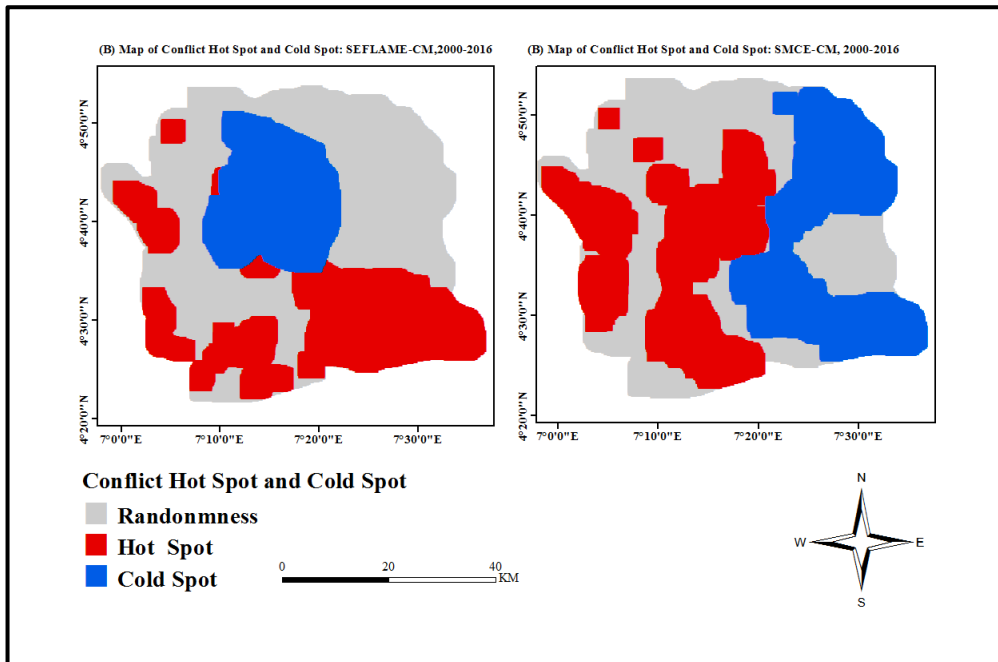 (B) Map of Conflict Hot Spot and Cold Spot: SEFLAME-CM,2000-2016
(B) Map of Conflict Hot Spot and Cold Spot: SMCE-CM, 2000-2016
4°50'0"N
4°40'0"N
4°30'0"N
4°20'0"N
7°0'0"E 7°10'0"E 7°20'0"E 7°30'0"E
4°50'0"N
4°40'0"N
4°30'0"N
4°20'0"N
7°0'0"E 7°10'0"E 7°20'0"E 7°30'0"E
Conflict Hot Spot and Cold Spot
Randonmness
Hot Spot
Cold Spot
0 20 40
KM
N
W E
S